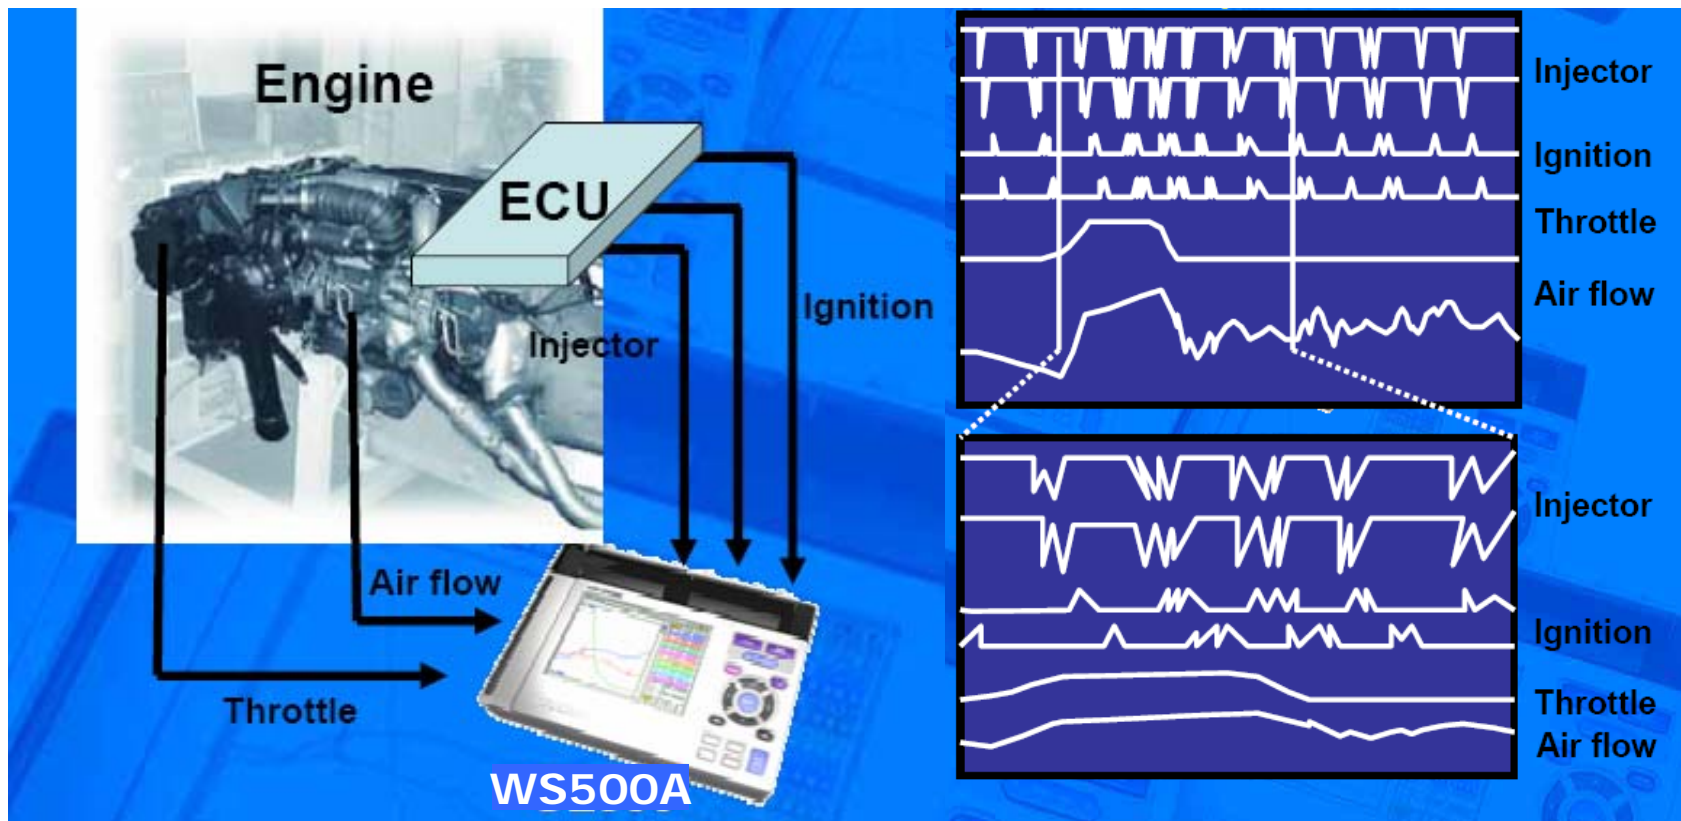 Engine
ECU
Ignition
Injector
Air flow
Throttle
WS500A
Injector
Ignition
Throttle
Air flow
Injector
Ignition
Throttle
Air flow